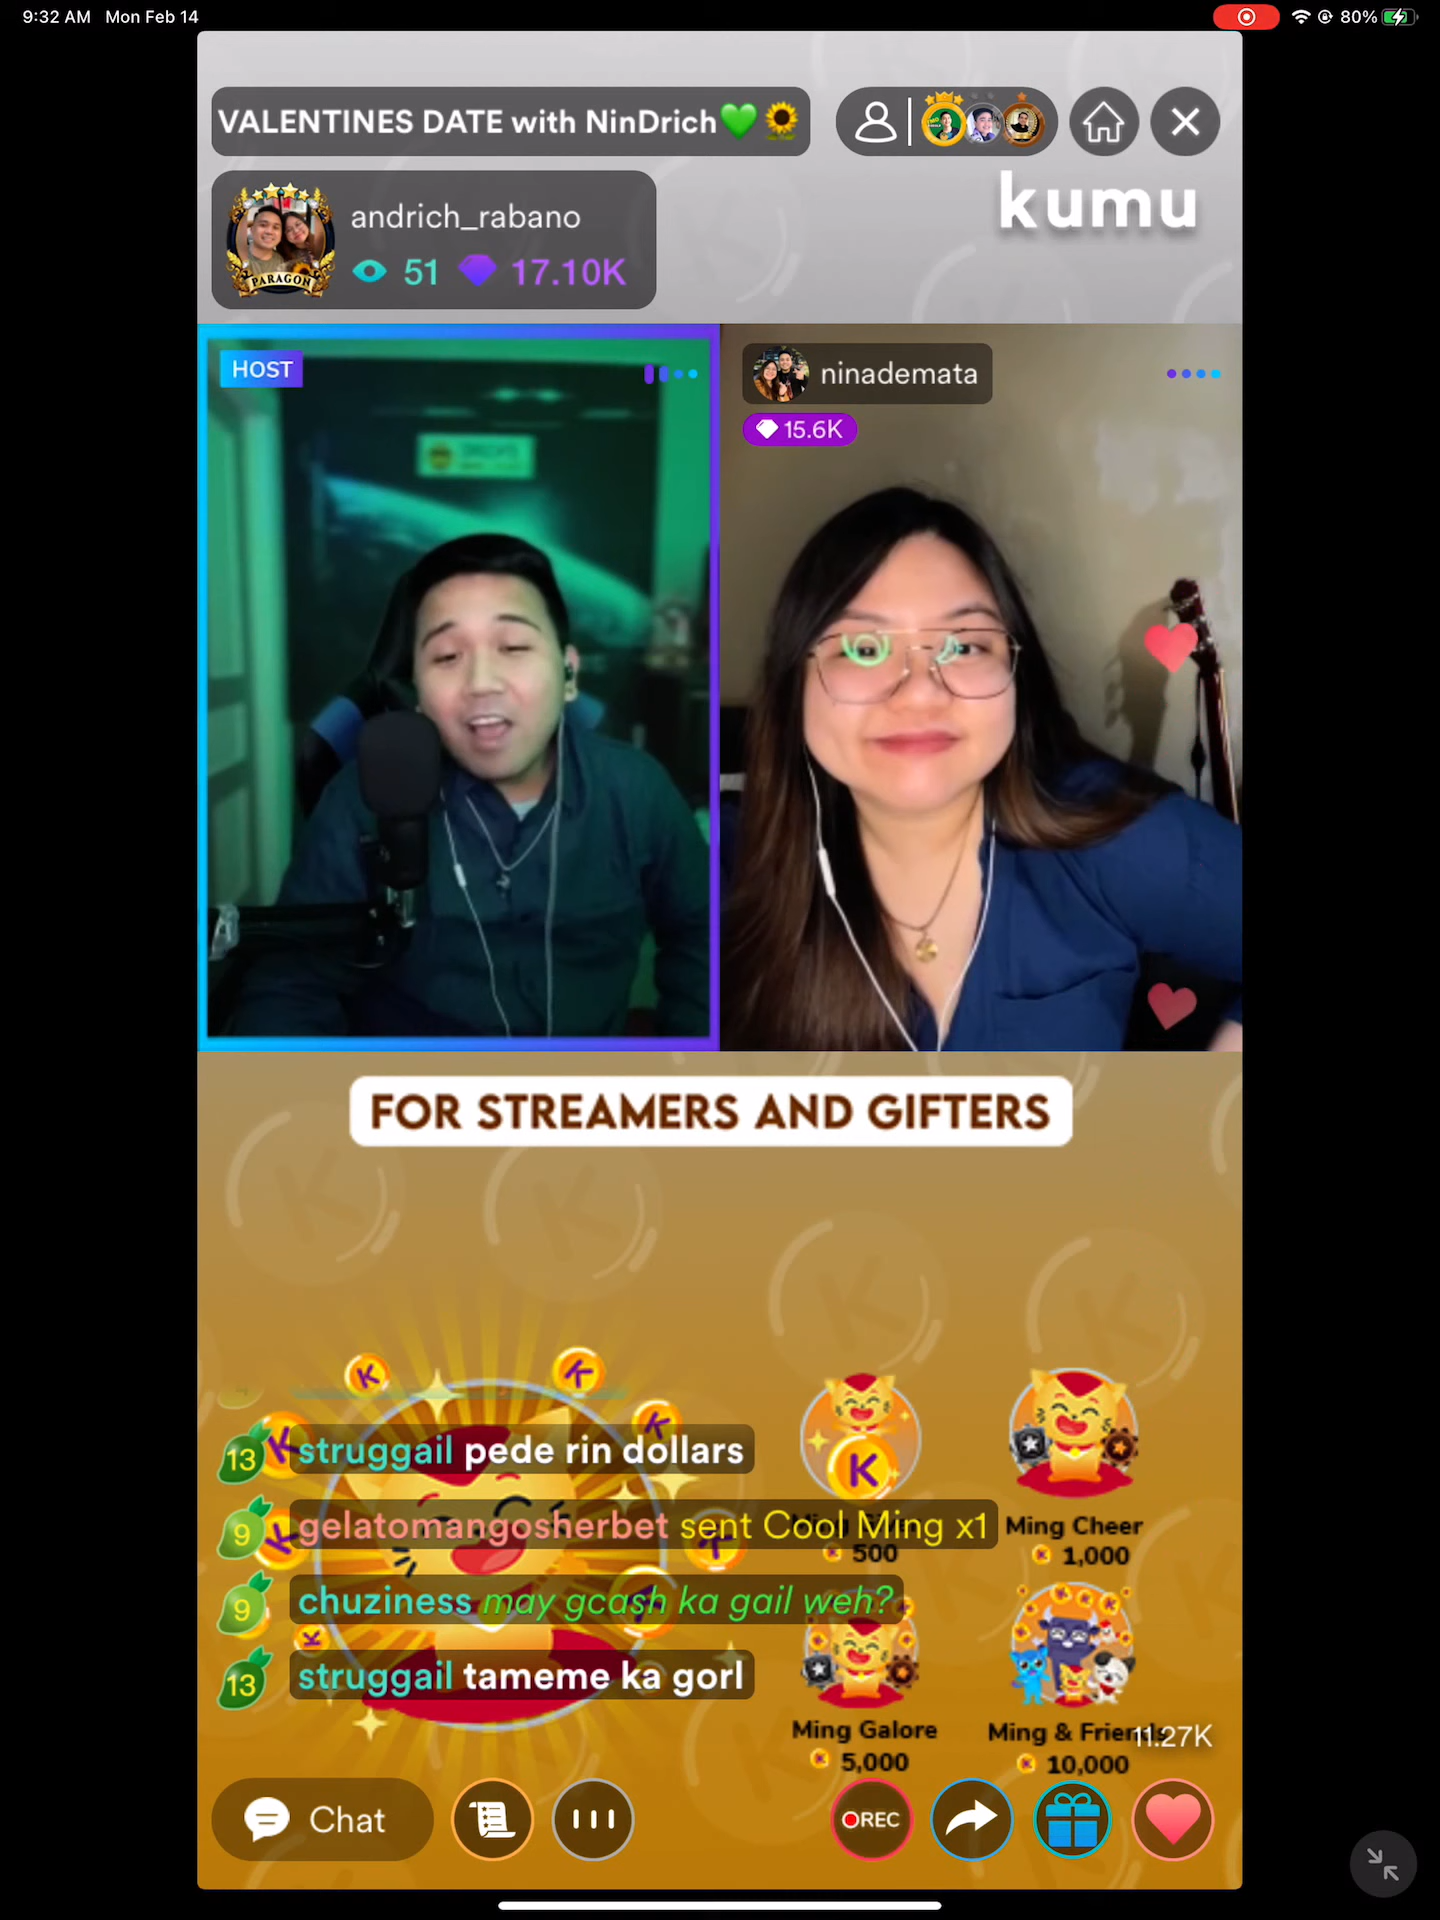 9:32 AM Mon Feb 14
80%
VALENTINES DATE with NinDrich💚🌻
kumu
andrich_rabano
PARAGON
51 17.10K
HOST
ninademata
15.6K
FOR STREAMERS AND GIFTERS
13 struggail pede rin dollars
9 gelatomangosherbet sent Cool Ming x1
9 chuziness may gcash ka gail weh?
13 struggail tameme ka gorl
500
Ming Cheer
1,000
Ming Galore
5,000
Ming & Friends
10,000
11.27K
Chat
REC